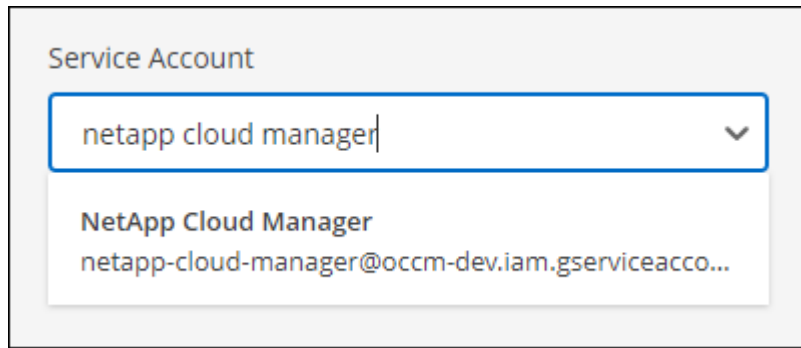 Service Account
netapp cloud manager
NetApp Cloud Manager
netapp-cloud-manager@occm-dev.iam.gserviceacco...